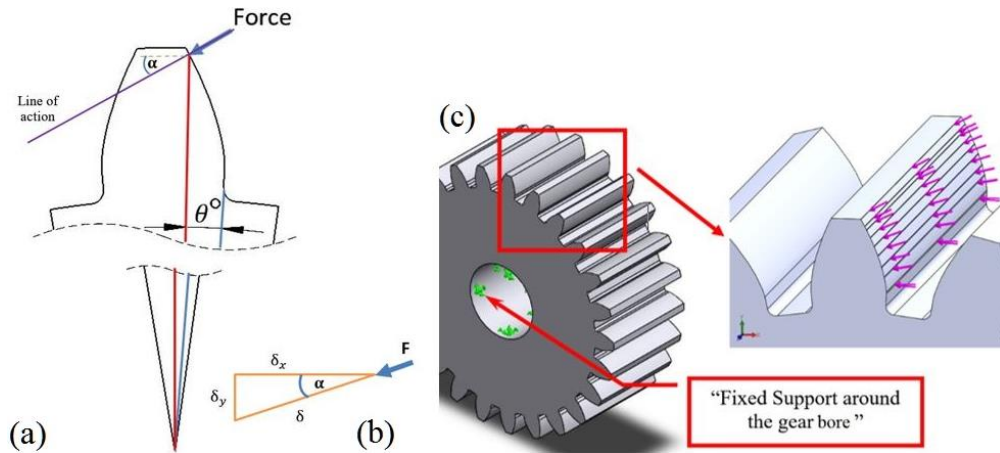 Force
α
Line of
action
θ°
(a)
δx
δy
α
δ
F
(b)
(c)
“Fixed Support around
the gear bore”